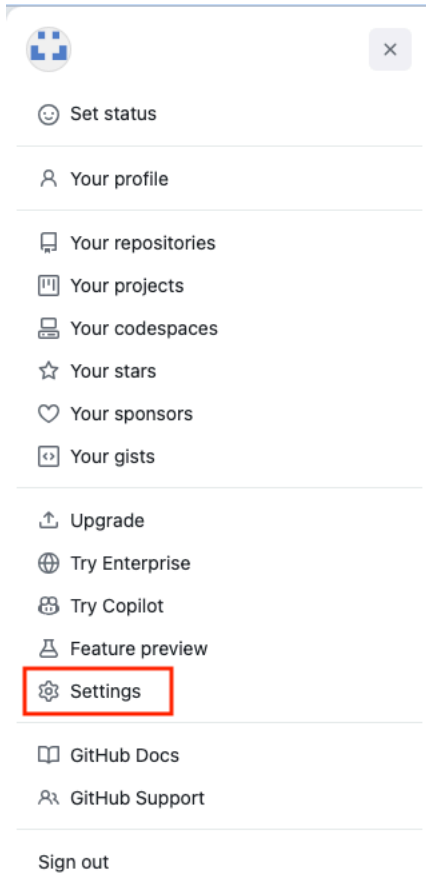 Set status
Your profile
Your repositories
Your projects
Your codespaces
Your stars
Your sponsors
Your gists
Upgrade
Try Enterprise
Try Copilot
Feature preview
Settings
GitHub Docs
GitHub Support
Sign out